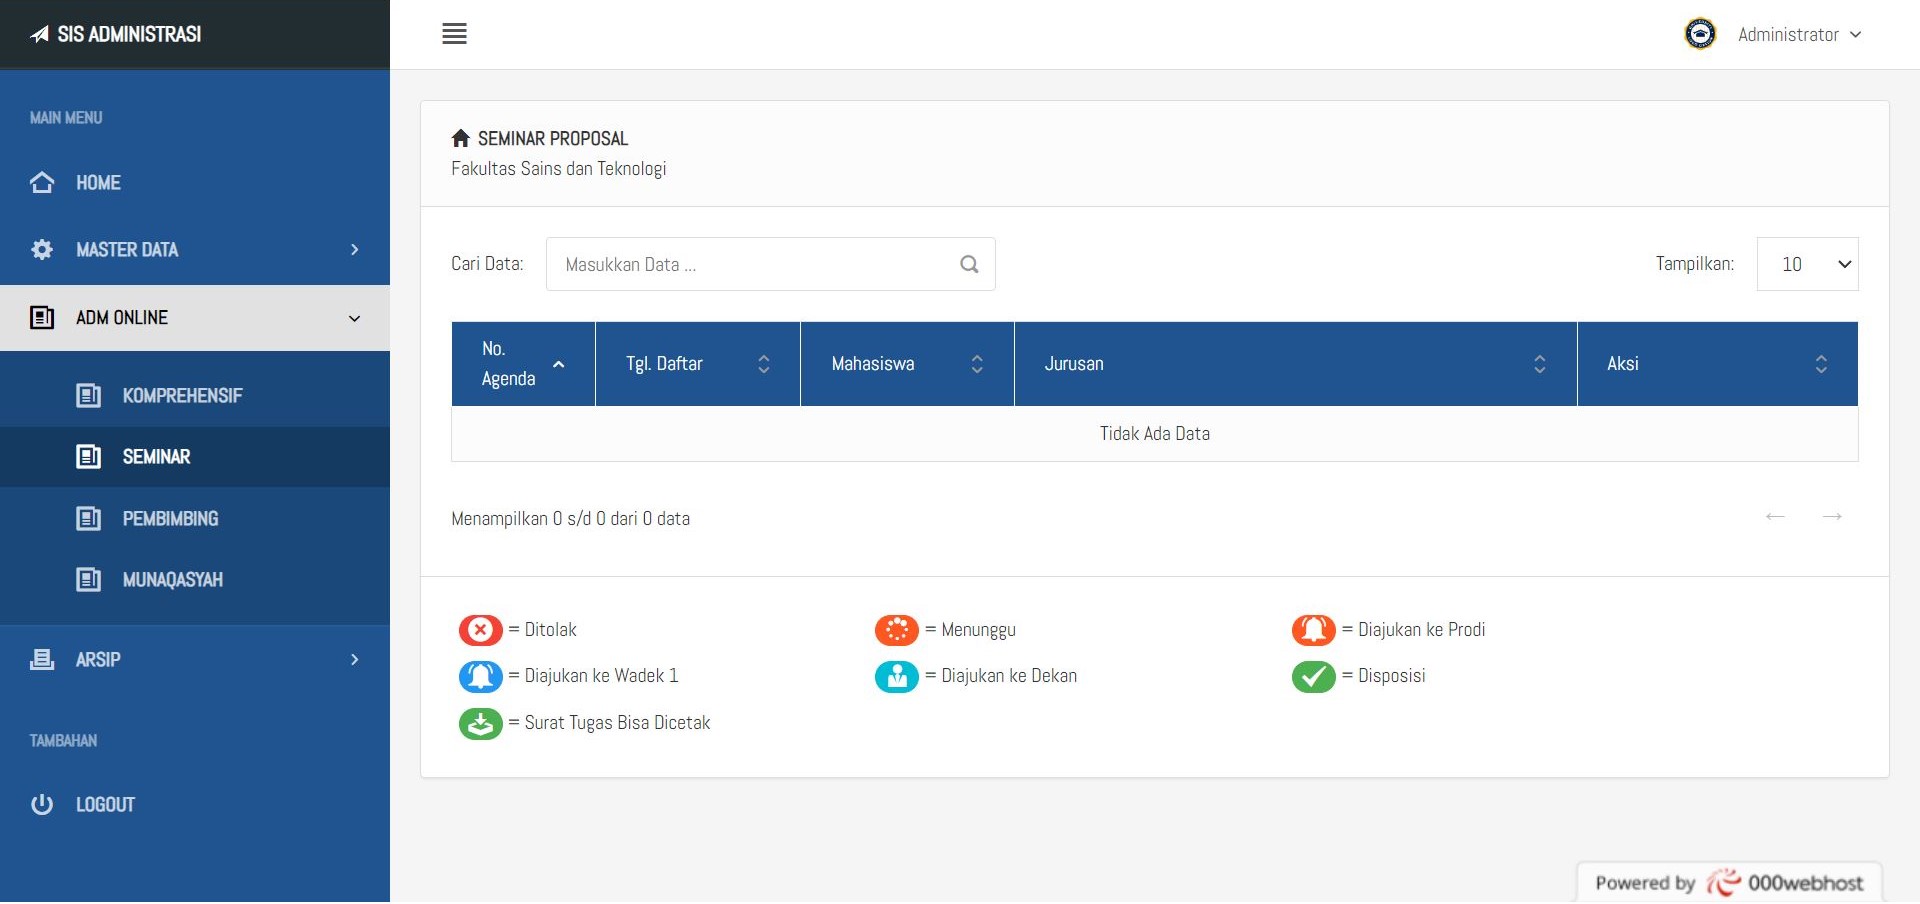 SIS ADMINISTRASI
Administrator
MAIN MENU
HOME
MASTER DATA
ADM ONLINE
KOMPREHENSIF
SEMINAR
PEMBIMBING
MUNAQASYAH
ARSIP
TAMBAHAN
LOGOUT
SEMINAR PROPOSAL
Fakultas Sains dan Teknologi
Cari Data: Masukkan Data ... Tampilkan: 10
No. Agenda Tgl. Daftar Mahasiswa Jurusan Aksi
Tidak Ada Data
Menampilkan 0 s/d 0 dari 0 data ← →
= Ditolak = Menunggu = Diajukan ke Prodi
= Diajukan ke Wadek 1 = Diajukan ke Dekan = Disposisi
= Surat Tugas Bisa Dicetak
Powered by 000webhost